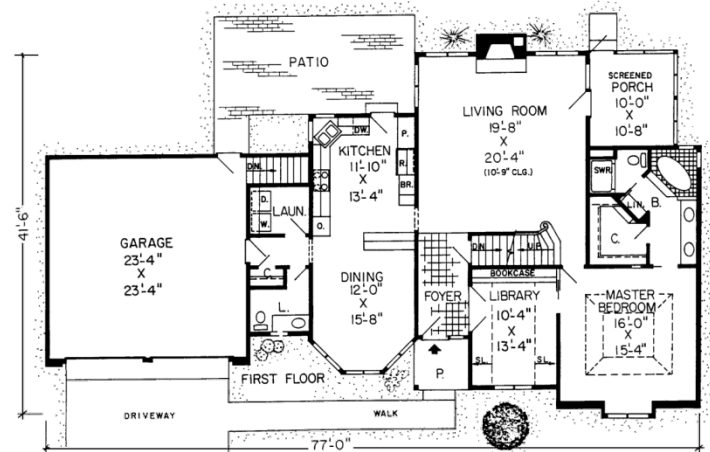 PATIO
SCREENED
PORCH
10'-0"
X
10'-8"
LIVING ROOM
19'-8"
X
20'-4"
(10'-9" CLG.)
DW.
P.
KITCHEN
11'-10"
X
13'-4"
R.
BR.
O.
DN.
D.
W.
LAUN.
SWR.
LIN.
B.
C.
41'-6"
GARAGE
23'-4"
X
23'-4"
C.
L.
DINING
12'-0"
X
15'-8"
DN.
UP.
BOOKCASE
FOYER
LIBRARY
10'-4"
X
13'-4"
SL.
SL.
MASTER
BEDROOM
16'-0"
X
15'-4"
FIRST FLOOR
P.
DRIVEWAY
WALK
77'-0"